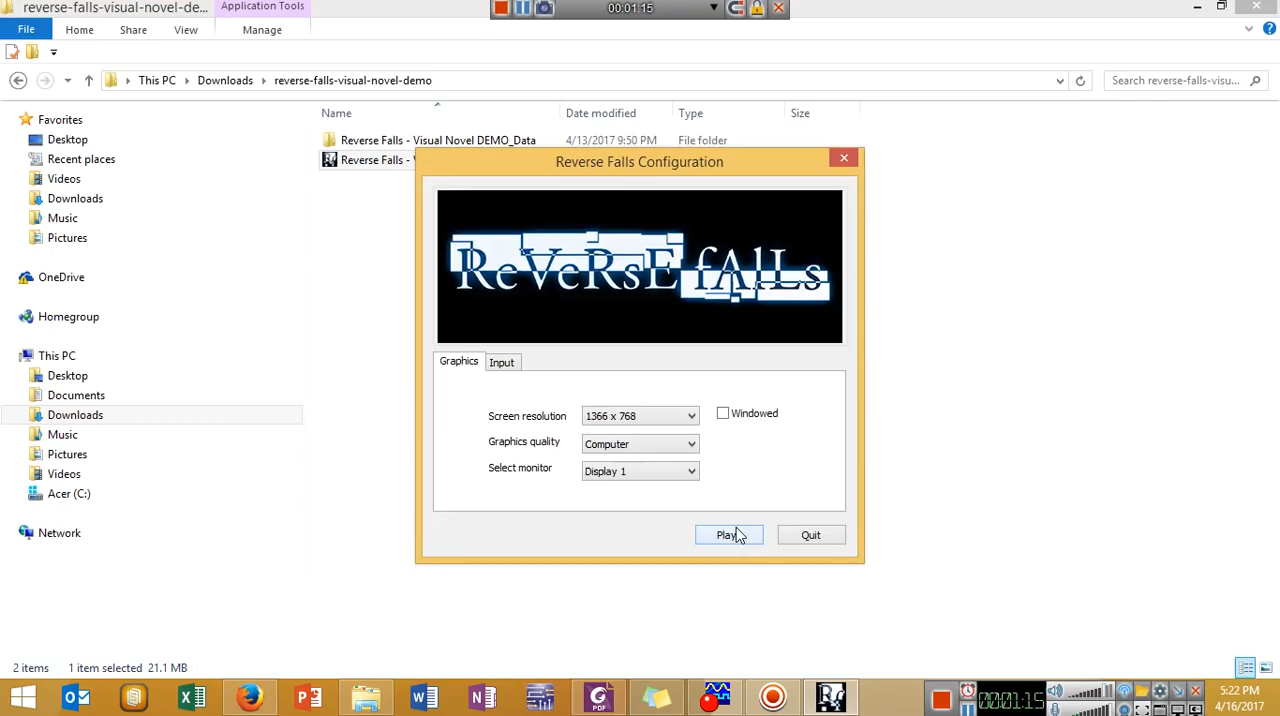 reverse-falls-visual-novel-de...
Application Tools
00:01:15
File
Home
Share
View
Manage
This PC
Downloads
reverse-falls-visual-novel-demo
Search reverse-falls-visu...
Name
Date modified
Type
Size
Favorites
Desktop
Recent places
Videos
Downloads
Music
Pictures
OneDrive
Homegroup
This PC
Desktop
Documents
Downloads
Music
Pictures
Videos
Acer (C:)
Network
Reverse Falls - Visual Novel DEMO_Data
4/13/2017 9:50 PM
File folder
Reverse Falls - V
Reverse Falls Configuration
ReVeRsE fAlLs
Graphics
Input
Screen resolution
1366 x 768
Windowed
Graphics quality
Computer
Select monitor
Display 1
Play
Quit
2 items
1 item selected 21.1 MB
PDF
00:01:15
5:22 PM
4/16/2017